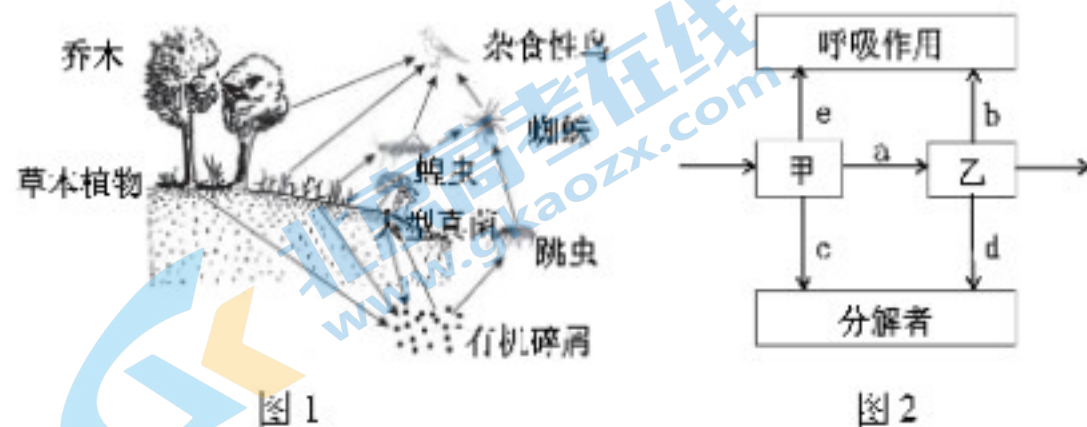 乔木
杂食性鸟
蜘蛛
草本植物
蝗虫
大型真菌
跳虫
有机碎屑
图1
呼吸作用
e
b
甲
a
乙
c
d
分解者
图2
北京高考在线
www.gkaozx.com